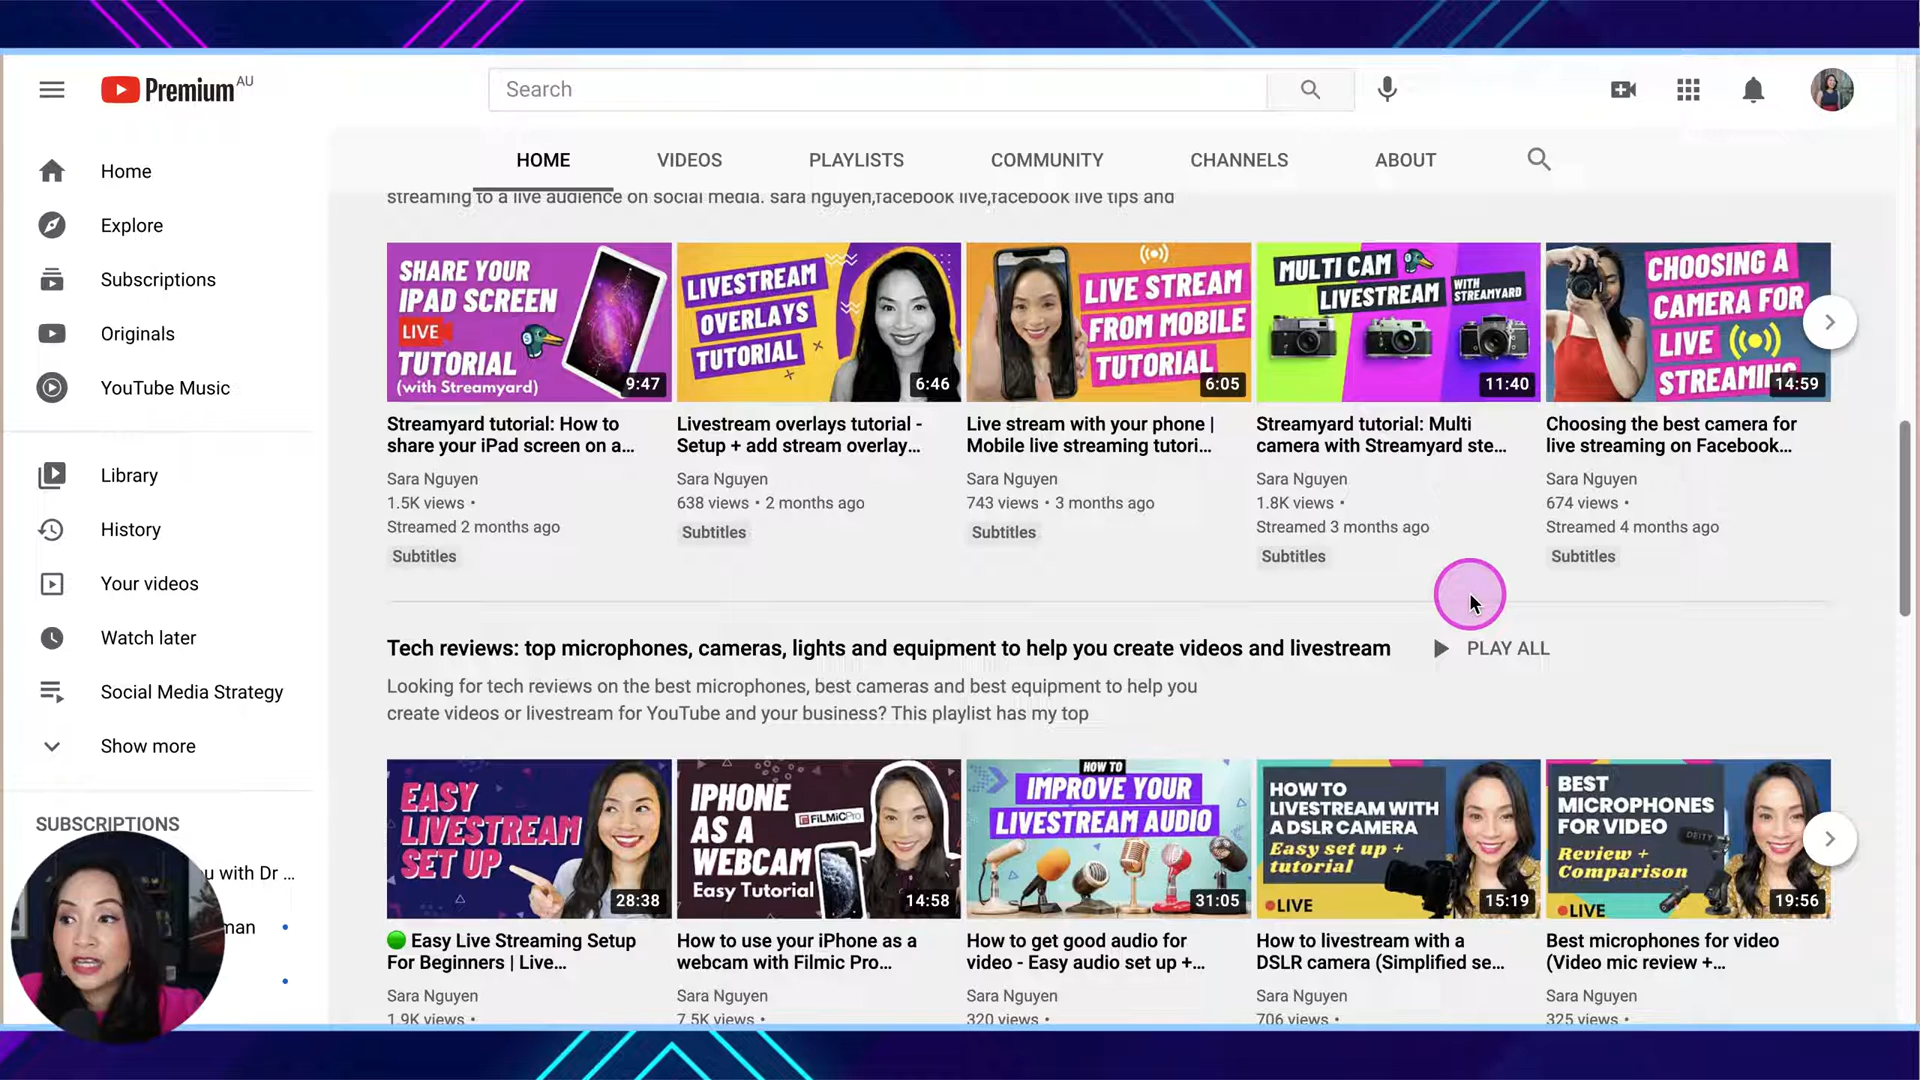 Premium AU
Search
HOME
VIDEOS
PLAYLISTS
COMMUNITY
CHANNELS
ABOUT
Home
Explore
Subscriptions
Originals
YouTube Music
Library
History
Your videos
Watch later
Social Media Strategy
Show more
SUBSCRIPTIONS
u with Dr ...
man
streaming to a live audience on social media. sara nguyen,facebook live,facebook live tips and
SHARE YOUR
IPAD SCREEN
LIVE
TUTORIAL
(with Streamyard)
9:47
LIVESTREAM
OVERLAYS
TUTORIAL
6:46
LIVE STREAM
FROM MOBILE
TUTORIAL
6:05
MULTI CAM
LIVESTREAM
WITH
STREAMYARD
11:40
CHOOSING A
CAMERA FOR
LIVE
STREAMING
14:59
Streamyard tutorial: How to
share your iPad screen on a...
Sara Nguyen
1.5K views •
Streamed 2 months ago
Subtitles
Livestream overlays tutorial -
Setup + add stream overlay...
Sara Nguyen
638 views • 2 months ago
Subtitles
Live stream with your phone |
Mobile live streaming tutori...
Sara Nguyen
743 views • 3 months ago
Subtitles
Streamyard tutorial: Multi
camera with Streamyard ste...
Sara Nguyen
1.8K views •
Streamed 3 months ago
Subtitles
Choosing the best camera for
live streaming on Facebook...
Sara Nguyen
674 views •
Streamed 4 months ago
Subtitles
Tech reviews: top microphones, cameras, lights and equipment to help you create videos and livestream
PLAY ALL
Looking for tech reviews on the best microphones, best cameras and best equipment to help you
create videos or livestream for YouTube and your business? This playlist has my top
EASY
LIVESTREAM
SET UP
28:38
IPHONE
AS A
WEBCAM
Easy Tutorial
FiLMiC Pro
14:58
HOW TO
IMPROVE YOUR
LIVESTREAM AUDIO
31:05
HOW TO
LIVESTREAM WITH
A DSLR CAMERA
Easy set up +
tutorial
LIVE
15:19
BEST
MICROPHONES
FOR VIDEO
Review +
Comparison
DEITY
LIVE
19:56
Easy Live Streaming Setup
For Beginners | Live...
Sara Nguyen
1.9K views •
How to use your iPhone as a
webcam with Filmic Pro...
Sara Nguyen
7.5K views •
How to get good audio for
video - Easy audio set up +...
Sara Nguyen
320 views •
How to livestream with a
DSLR camera (Simplified se...
Sara Nguyen
706 views •
Best microphones for video
(Video mic review +...
Sara Nguyen
325 views •